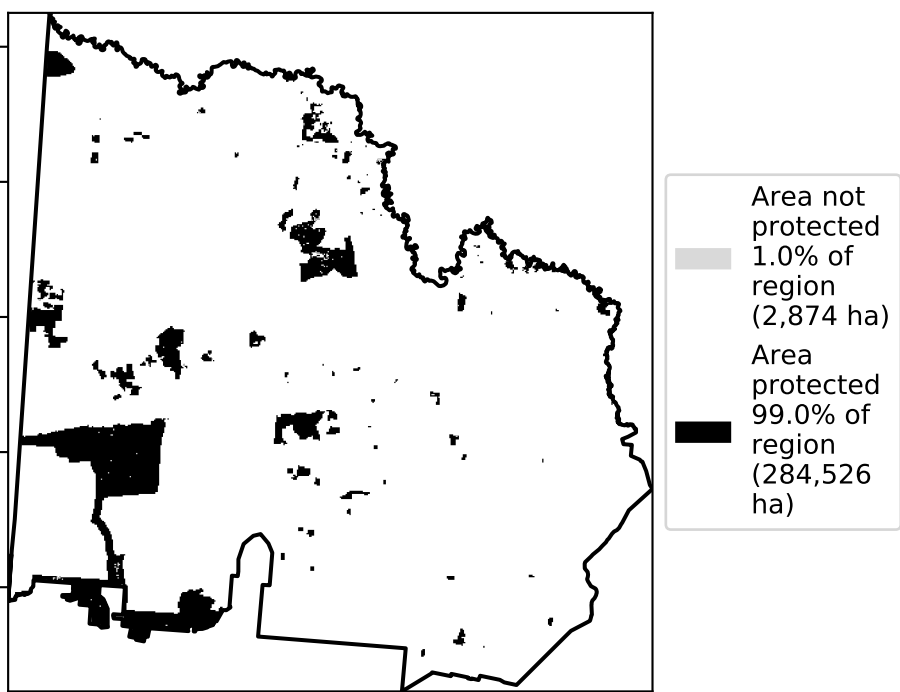 Area not
protected
1.0% of
region
(2,874 ha)
Area
protected
99.0% of
region
(284,526
ha)